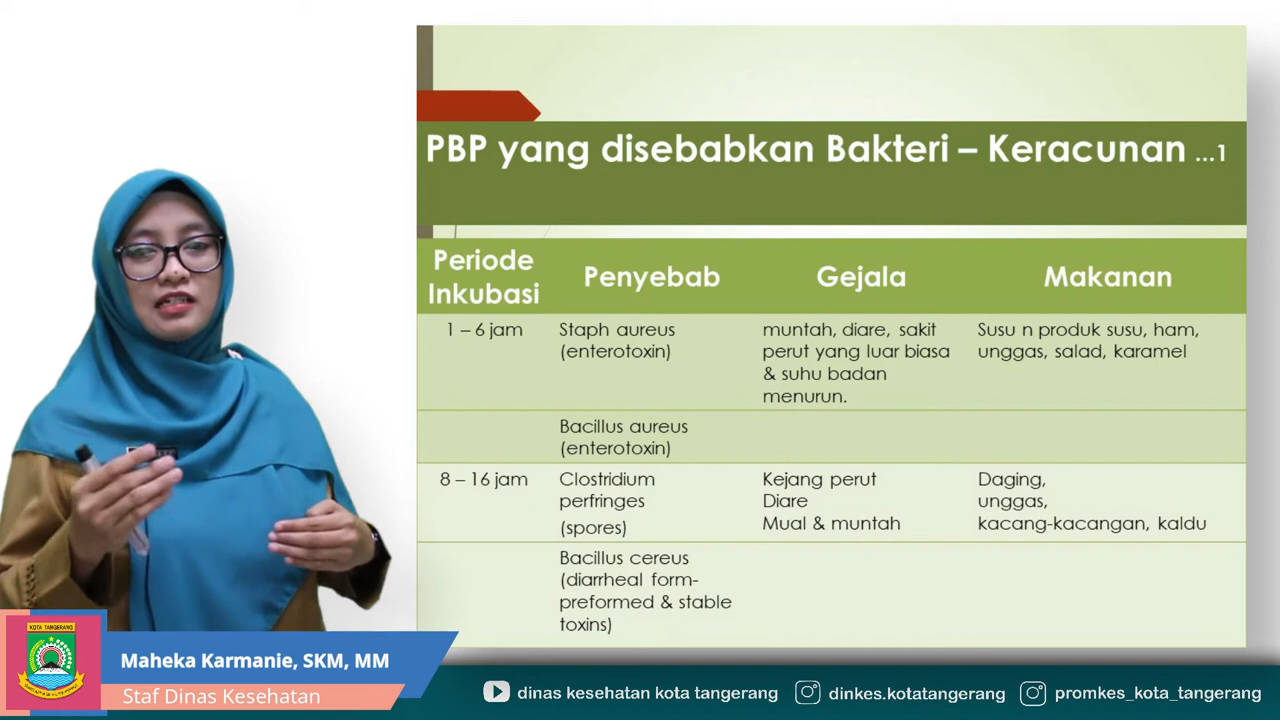 PBP yang disebabkan Bakteri – Keracunan ...1
Periode
Inkubasi
Penyebab
Gejala
Makanan
1 – 6 jam
Staph aureus
(enterotoxin)
muntah, diare, sakit
perut yang luar biasa
& suhu badan
menurun.
Susu n produk susu, ham,
unggas, salad, karamel
Bacillus aureus
(enterotoxin)
8 – 16 jam
Clostridium
perfringes
(spores)
Kejang perut
Diare
Mual & muntah
Daging,
unggas,
kacang-kacangan, kaldu
Bacillus cereus
(diarrheal form-
preformed & stable
toxins)
KOTA TANGERANG
Maheka Karmanie, SKM, MM
Staf Dinas Kesehatan
dinas kesehatan kota tangerang
dinkes.kotatangerang
promkes_kota_tangerang